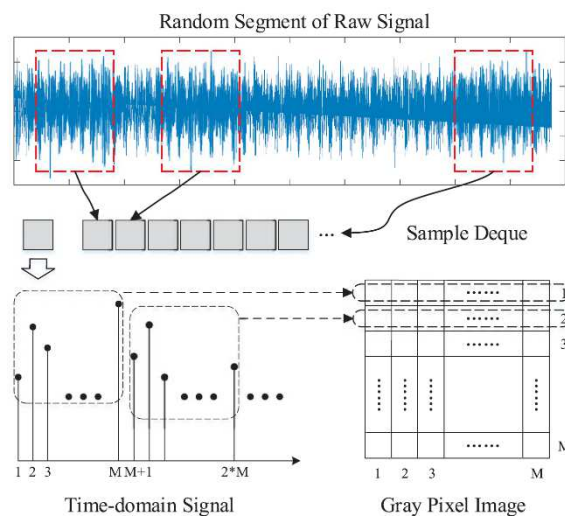 Random Segment of Raw Signal
...
Sample Deque
...... 1
...... 2
...... 3
...... ...... ...... ......
...... M
1 2 3 M
1 2 3 M M+1 2*M
Time-domain Signal
Gray Pixel Image